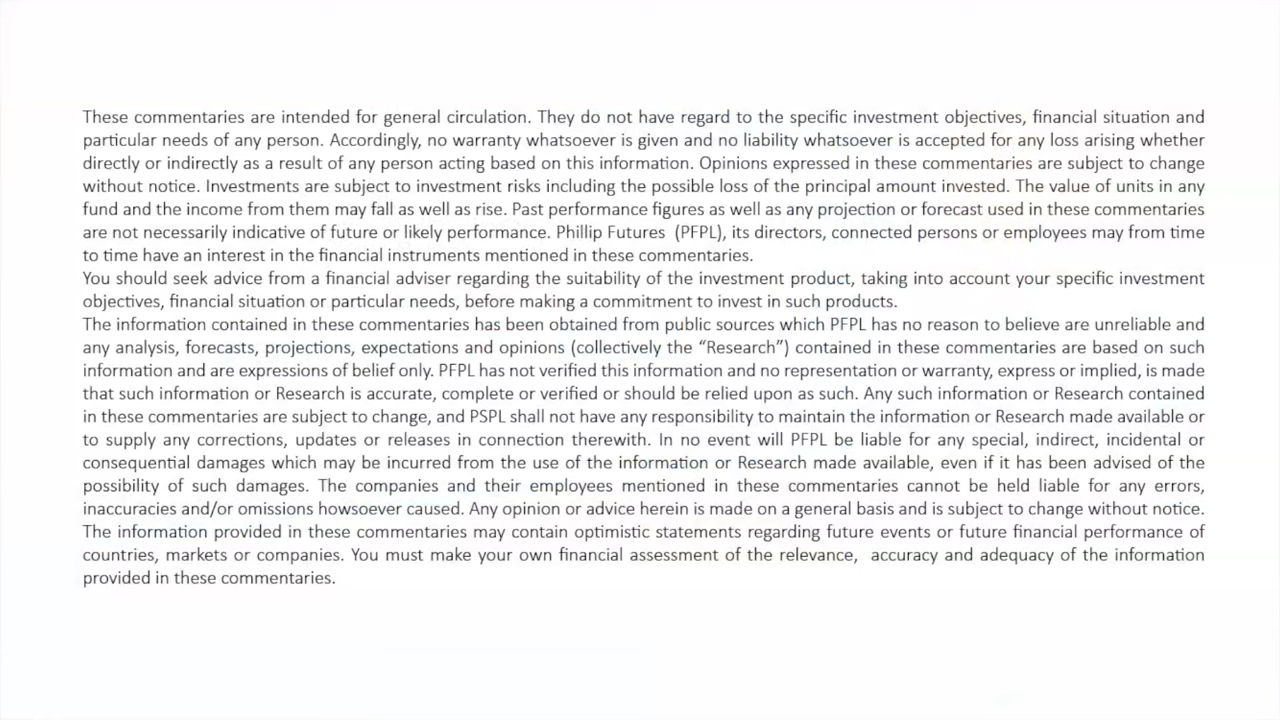 These commentaries are intended for general circulation. They do not have regard to the specific investment objectives, financial situation and
particular needs of any person. Accordingly, no warranty whatsoever is given and no liability whatsoever is accepted for any loss arising whether
directly or indirectly as a result of any person acting based on this information. Opinions expressed in these commentaries are subject to change
without notice. Investments are subject to investment risks including the possible loss of the principal amount invested. The value of units in any
fund and the income from them may fall as well as rise. Past performance figures as well as any projection or forecast used in these commentaries
are not necessarily indicative of future or likely performance. Phillip Futures (PFPL), its directors, connected persons or employees may from time
to time have an interest in the financial instruments mentioned in these commentaries.
You should seek advice from a financial adviser regarding the suitability of the investment product, taking into account your specific investment
objectives, financial situation or particular needs, before making a commitment to invest in such products.
The information contained in these commentaries has been obtained from public sources which PFPL has no reason to believe are unreliable and
any analysis, forecasts, projections, expectations and opinions (collectively the “Research”) contained in these commentaries are based on such
information and are expressions of belief only. PFPL has not verified this information and no representation or warranty, express or implied, is made
that such information or Research is accurate, complete or verified or should be relied upon as such. Any such information or Research contained
in these commentaries are subject to change, and PSPL shall not have any responsibility to maintain the information or Research made available or
to supply any corrections, updates or releases in connection therewith. In no event will PFPL be liable for any special, indirect, incidental or
consequential damages which may be incurred from the use of the information or Research made available, even if it has been advised of the
possibility of such damages. The companies and their employees mentioned in these commentaries cannot be held liable for any errors,
inaccuracies and/or omissions howsoever caused. Any opinion or advice herein is made on a general basis and is subject to change without notice.
The information provided in these commentaries may contain optimistic statements regarding future events or future financial performance of
countries, markets or companies. You must make your own financial assessment of the relevance, accuracy and adequacy of the information
provided in these commentaries.